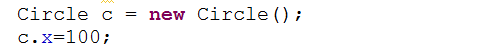 Circle c = new Circle();
c.x=100;